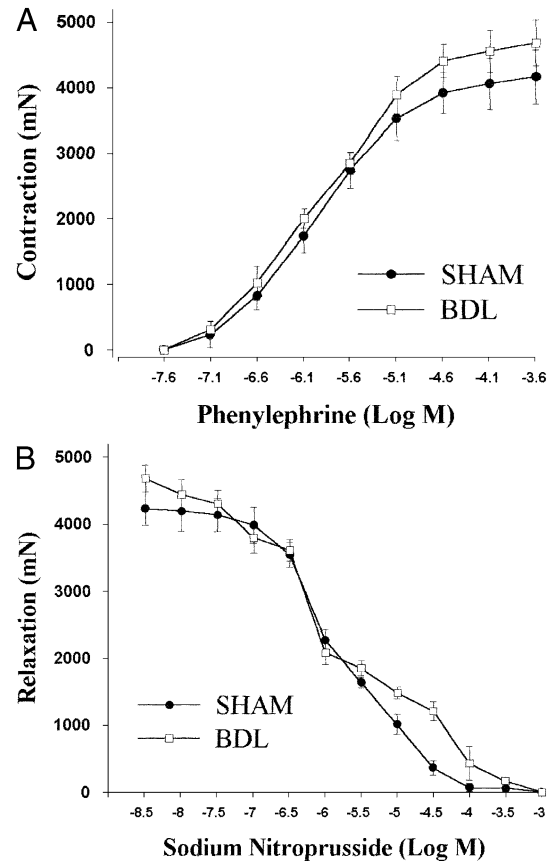 A
5000
4000
3000
2000
1000
0
Contraction (mN)
SHAM
BDL
-7.6 -7.1 -6.6 -6.1 -5.6 -5.1 -4.6 -4.1 -3.6
Phenylephrine (Log M)
B
5000
4000
3000
2000
1000
0
Relaxation (mN)
SHAM
BDL
-8.5 -8 -7.5 -7 -6.5 -6 -5.5 -5 -4.5 -4 -3.5 -3
Sodium Nitroprusside (Log M)